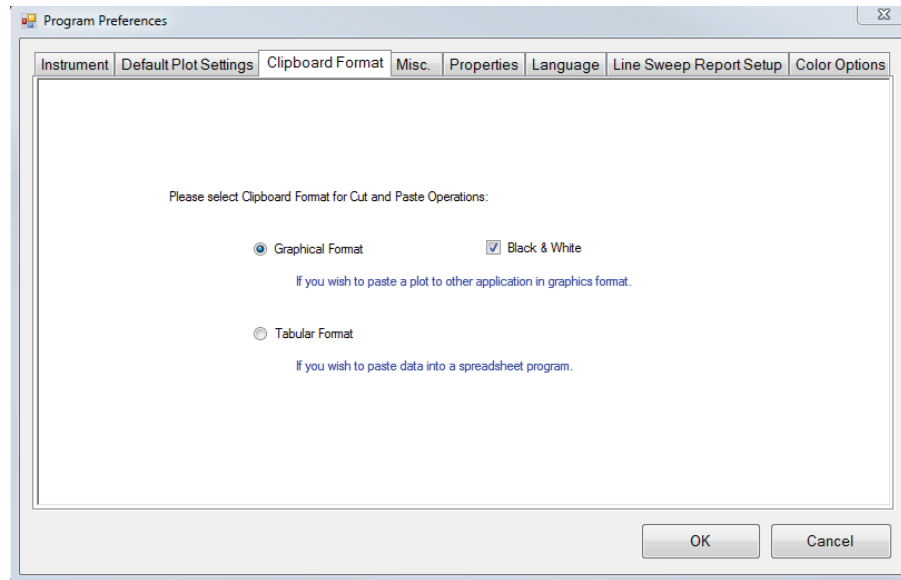 Program Preferences
Instrument Default Plot Settings Clipboard Format Misc. Properties Language Line Sweep Report Setup Color Options
Please select Clipboard Format for Cut and Paste Operations:
Graphical Format Black & White
If you wish to paste a plot to other application in graphics format.
Tabular Format
If you wish to paste data into a spreadsheet program.
OK Cancel